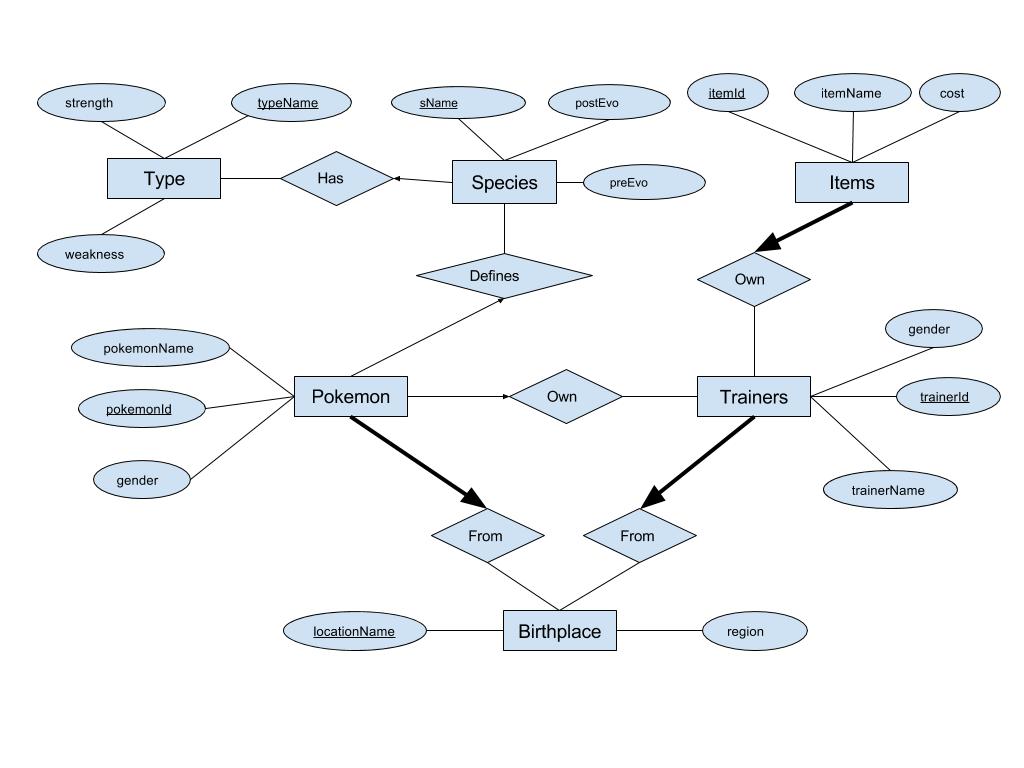 strength
typeName
sName
postEvo
itemId
itemName
cost
Type
Has
Species
preEvo
Items
weakness
Defines
Own
pokemonName
gender
Pokemon
Own
Trainers
trainerId
pokemonId
gender
trainerName
From
From
locationName
Birthplace
region